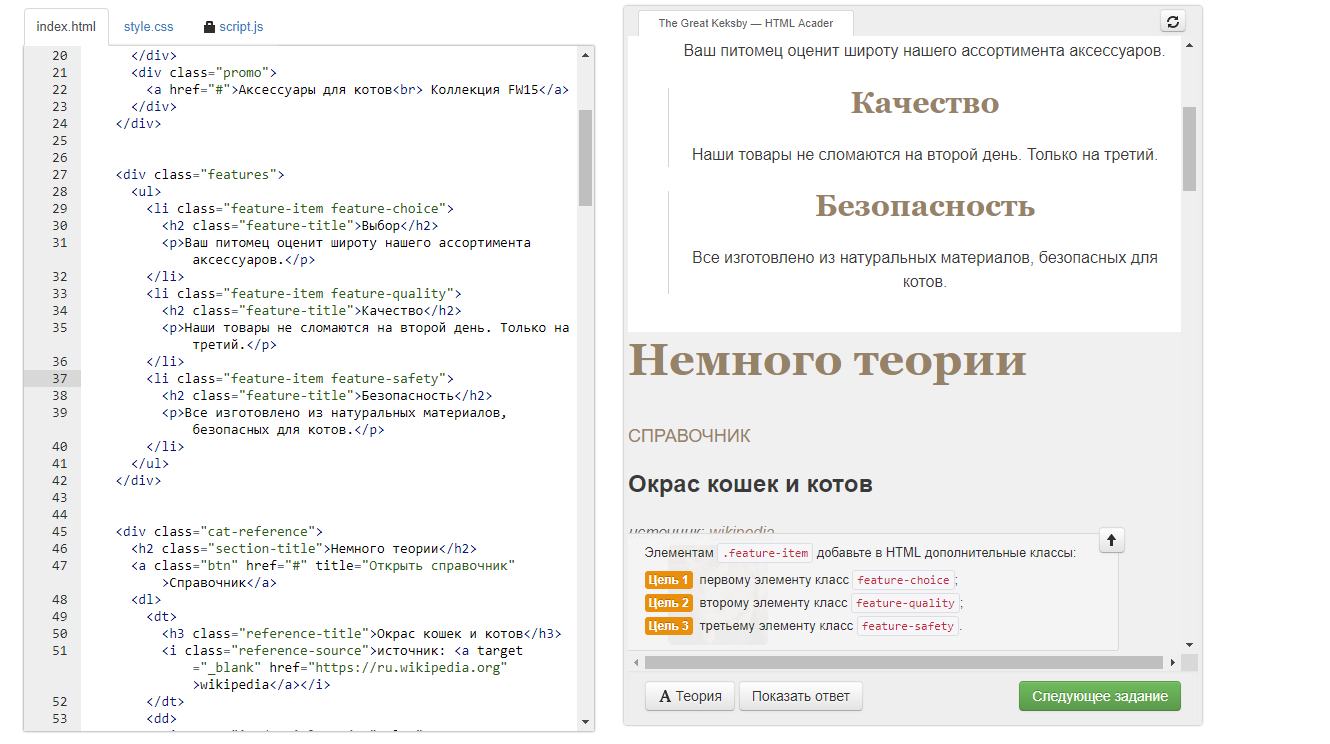 index.html
style.css
script.js
20 </div>
21 <div class="promo">
22 <a href="#">Аксессуары для котов<br> Коллекция FW15</a>
23 </div>
24 </div>
25
26
27 <div class="features">
28 <ul>
29 <li class="feature-item feature-choice">
30 <h2 class="feature-title">Выбор</h2>
31 <p>Ваш питомец оценит широту нашего ассортимента
аксессуаров.</p>
32 </li>
33 <li class="feature-item feature-quality">
34 <h2 class="feature-title">Качество</h2>
35 <p>Наши товары не сломаются на второй день. Только на
третий.</p>
36 </li>
37 <li class="feature-item feature-safety">
38 <h2 class="feature-title">Безопасность</h2>
39 <p>Все изготовлено из натуральных материалов,
безопасных для котов.</p>
40 </li>
41 </ul>
42 </div>
43
44
45 <div class="cat-reference">
46 <h2 class="section-title">Немного теории</h2>
47 <a class="btn" href="#" title="Открыть справочник"
>Справочник</a>
48 <dl>
49 <dt>
50 <h3 class="reference-title">Окрас кошек и котов</h3>
51 <i class="reference-source">источник: <a target
="_blank" href="https://ru.wikipedia.org"
>wikipedia</a></i>
52 </dt>
53 <dd>
The Great Keksby — HTML Acader
Ваш питомец оценит широту нашего ассортимента аксессуаров.
Качество
Наши товары не сломаются на второй день. Только на третий.
Безопасность
Все изготовлено из натуральных материалов, безопасных для
котов.
Немного теории
СПРАВОЧНИК
Окрас кошек и котов
источник: wikipedia
Элементам .feature-item добавьте в HTML дополнительные классы:
Цель 1 первому элементу класс feature-choice;
Цель 2 второму элементу класс feature-quality;
Цель 3 третьему элементу класс feature-safety.
A Теория
Показать ответ
Следующее задание